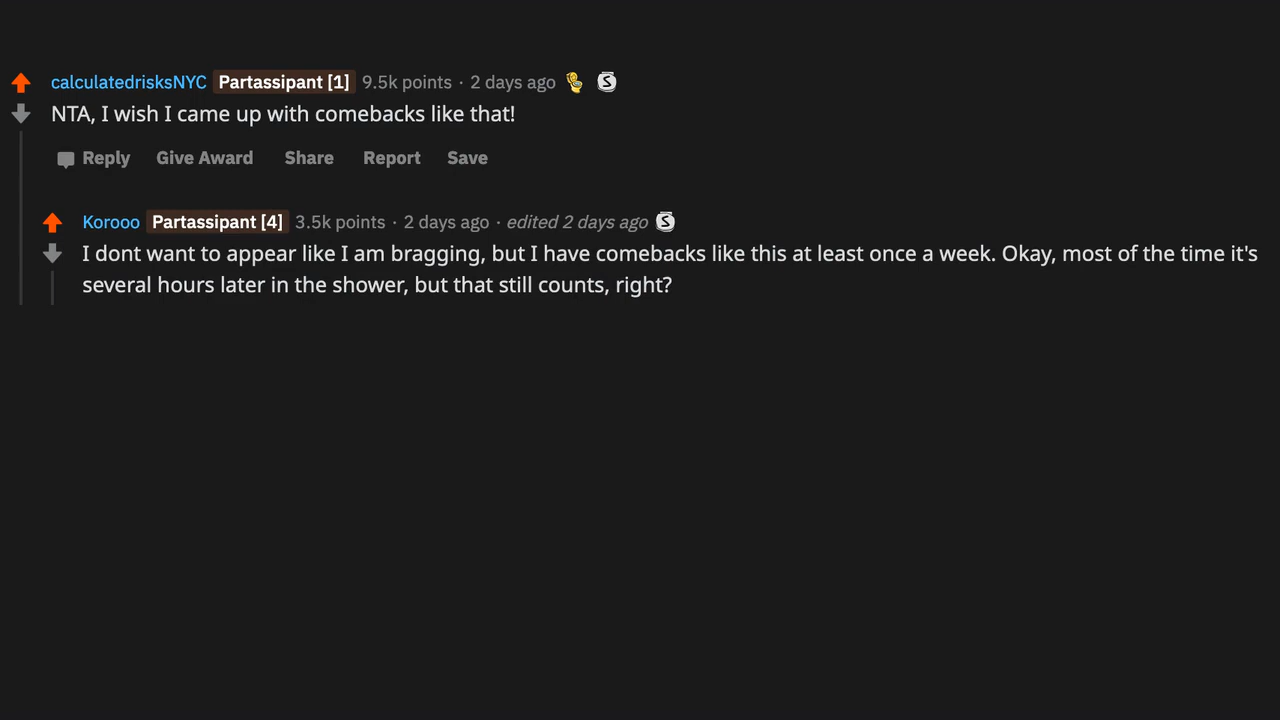 calculatedrisksNYC Partassipant [1] 9.5k points · 2 days ago
NTA, I wish I came up with comebacks like that!
Reply Give Award Share Report Save
Korooo Partassipant [4] 3.5k points · 2 days ago · edited 2 days ago
I dont want to appear like I am bragging, but I have comebacks like this at least once a week. Okay, most of the time it's
several hours later in the shower, but that still counts, right?